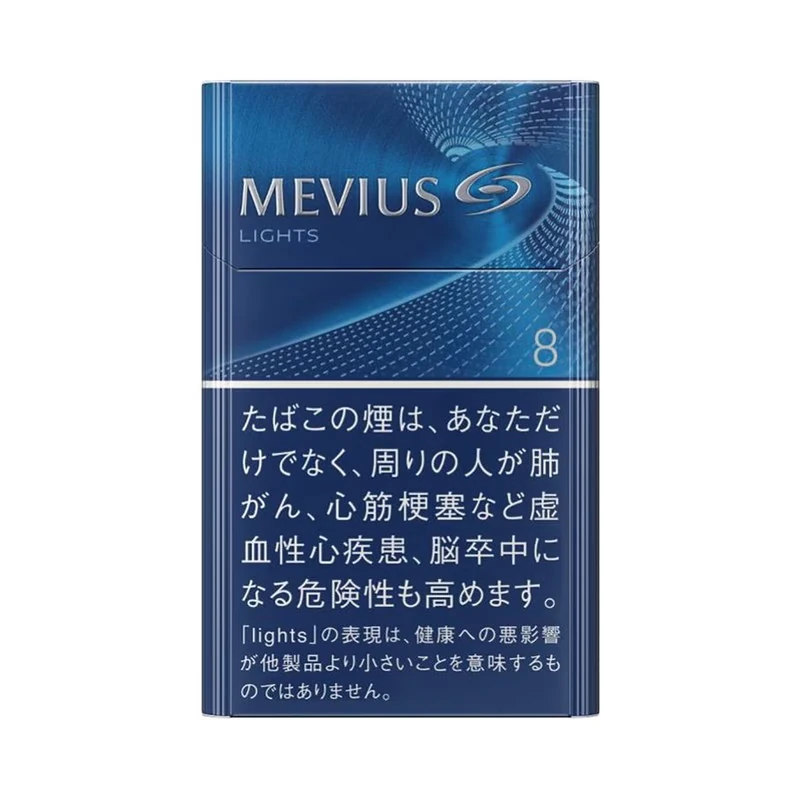 MEVIUS
LIGHTS
8
たばこの煙は、あなただ
けでなく、周りの人が肺
がん、心筋梗塞など虚
血性心疾患、脳卒中に
なる危険性も高めます。
「lights」の表現は、健康への悪影響
が他製品より小さいことを意味するも
のではありません。